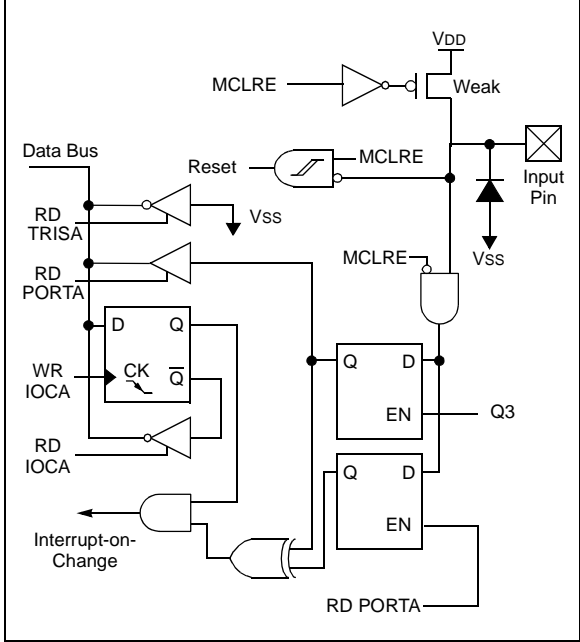 VDD
MCLRE
Weak
Data Bus
Reset
MCLRE
Input
Pin
RD
TRISA
VSS
MCLRE
VSS
RD
PORTA
D
Q
Q
D
WR
IOCA
CK
Q
EN
Q3
RD
IOCA
Q
D
EN
Interrupt-on-
Change
RD PORTA